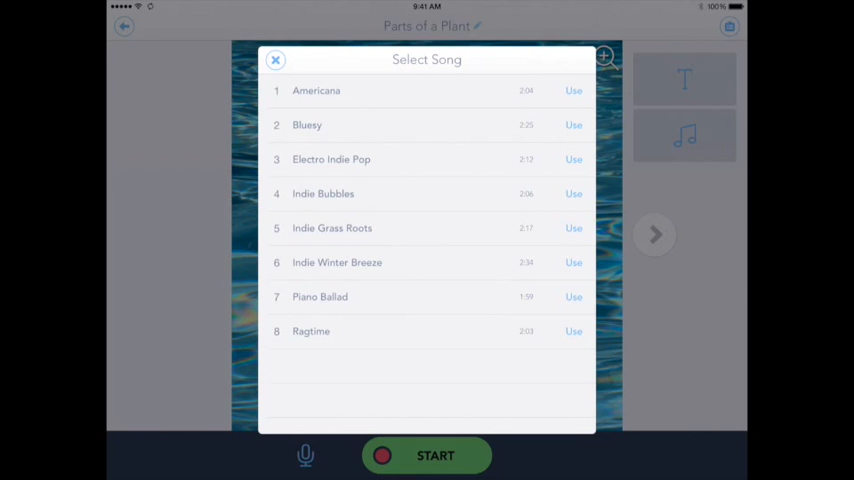 9:41 AM
100%
Parts of a Plant
Select Song
1 Americana 2:04 Use
2 Bluesy 2:25 Use
3 Electro Indie Pop 2:12 Use
4 Indie Bubbles 2:06 Use
5 Indie Grass Roots 2:17 Use
6 Indie Winter Breeze 2:34 Use
7 Piano Ballad 1:59 Use
8 Ragtime 2:03 Use
T
START